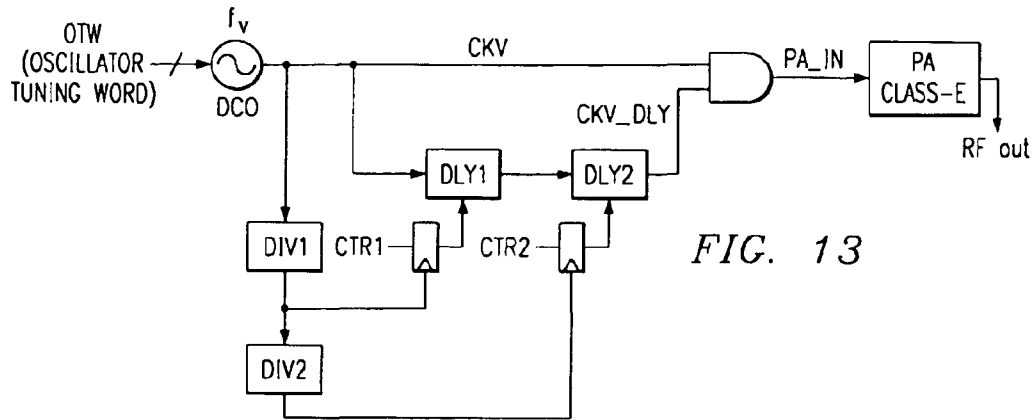 f_v
OTW
(OSCILLATOR
TUNING WORD)
DCO
CKV
PA_IN
PA
CLASS-E
CKV_DLY
RF out
DLY1
DLY2
DIV1
CTR1
CTR2
FIG. 13
DIV2